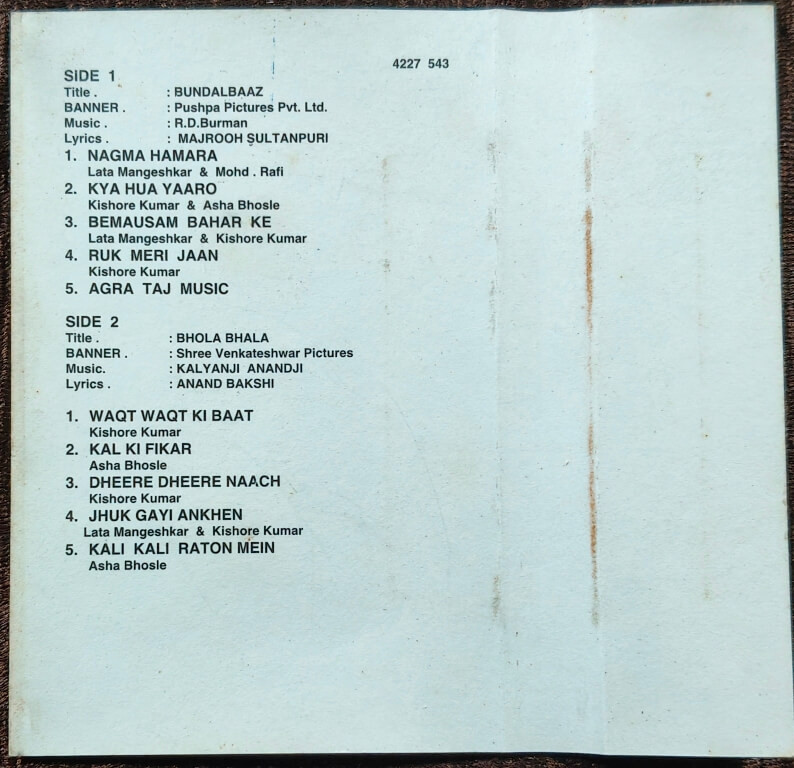 4227 543
SIDE 1
Title . : BUNDALBAAZ
BANNER . : Pushpa Pictures Pvt. Ltd.
Music . : R.D.Burman
Lyrics . : MAJROOH SULTANPURI
1. NAGMA HAMARA
Lata Mangeshkar & Mohd . Rafi
2. KYA HUA YAARO
Kishore Kumar & Asha Bhosle
3. BEMAUSAM BAHAR KE
Lata Mangeshkar & Kishore Kumar
4. RUK MERI JAAN
Kishore Kumar
5. AGRA TAJ MUSIC
SIDE 2
Title . : BHOLA BHALA
BANNER . : Shree Venkateshwar Pictures
Music. : KALYANJI ANANDJI
Lyrics . : ANAND BAKSHI
1. WAQT WAQT KI BAAT
Kishore Kumar
2. KAL KI FIKAR
Asha Bhosle
3. DHEERE DHEERE NAACH
Kishore Kumar
4. JHUK GAYI ANKHEN
Lata Mangeshkar & Kishore Kumar
5. KALI KALI RATON MEIN
Asha Bhosle